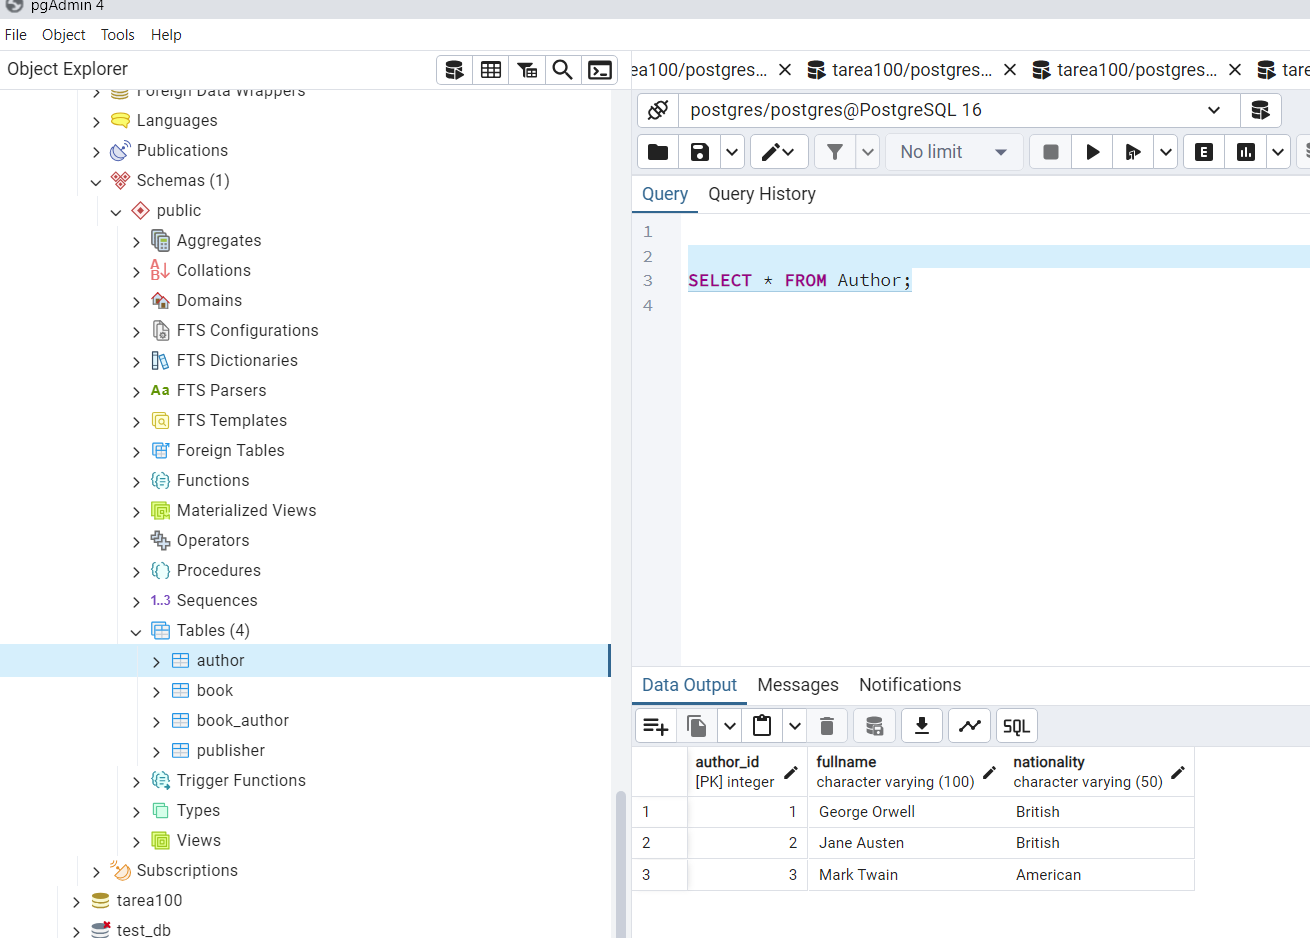 pgAdmin 4
File Object Tools Help
Object Explorer
Foreign Data Wrappers
Languages
Publications
Schemas (1)
public
Aggregates
Collations
Domains
FTS Configurations
FTS Dictionaries
Aa FTS Parsers
FTS Templates
Foreign Tables
Functions
Materialized Views
Operators
Procedures
1..3 Sequences
Tables (4)
author
book
book_author
publisher
Trigger Functions
Types
Views
Subscriptions
tarea100
test_db
ea100/postgres... tarea100/postgres... tarea100/postgres... tare
postgres/postgres@PostgreSQL 16
No limit
E
Query Query History
1
2
3 SELECT * FROM Author;
4
Data Output Messages Notifications
SQL
author_id fullname nationality
[PK] integer character varying (100) character varying (50)
1 1 George Orwell British
2 2 Jane Austen British
3 3 Mark Twain American